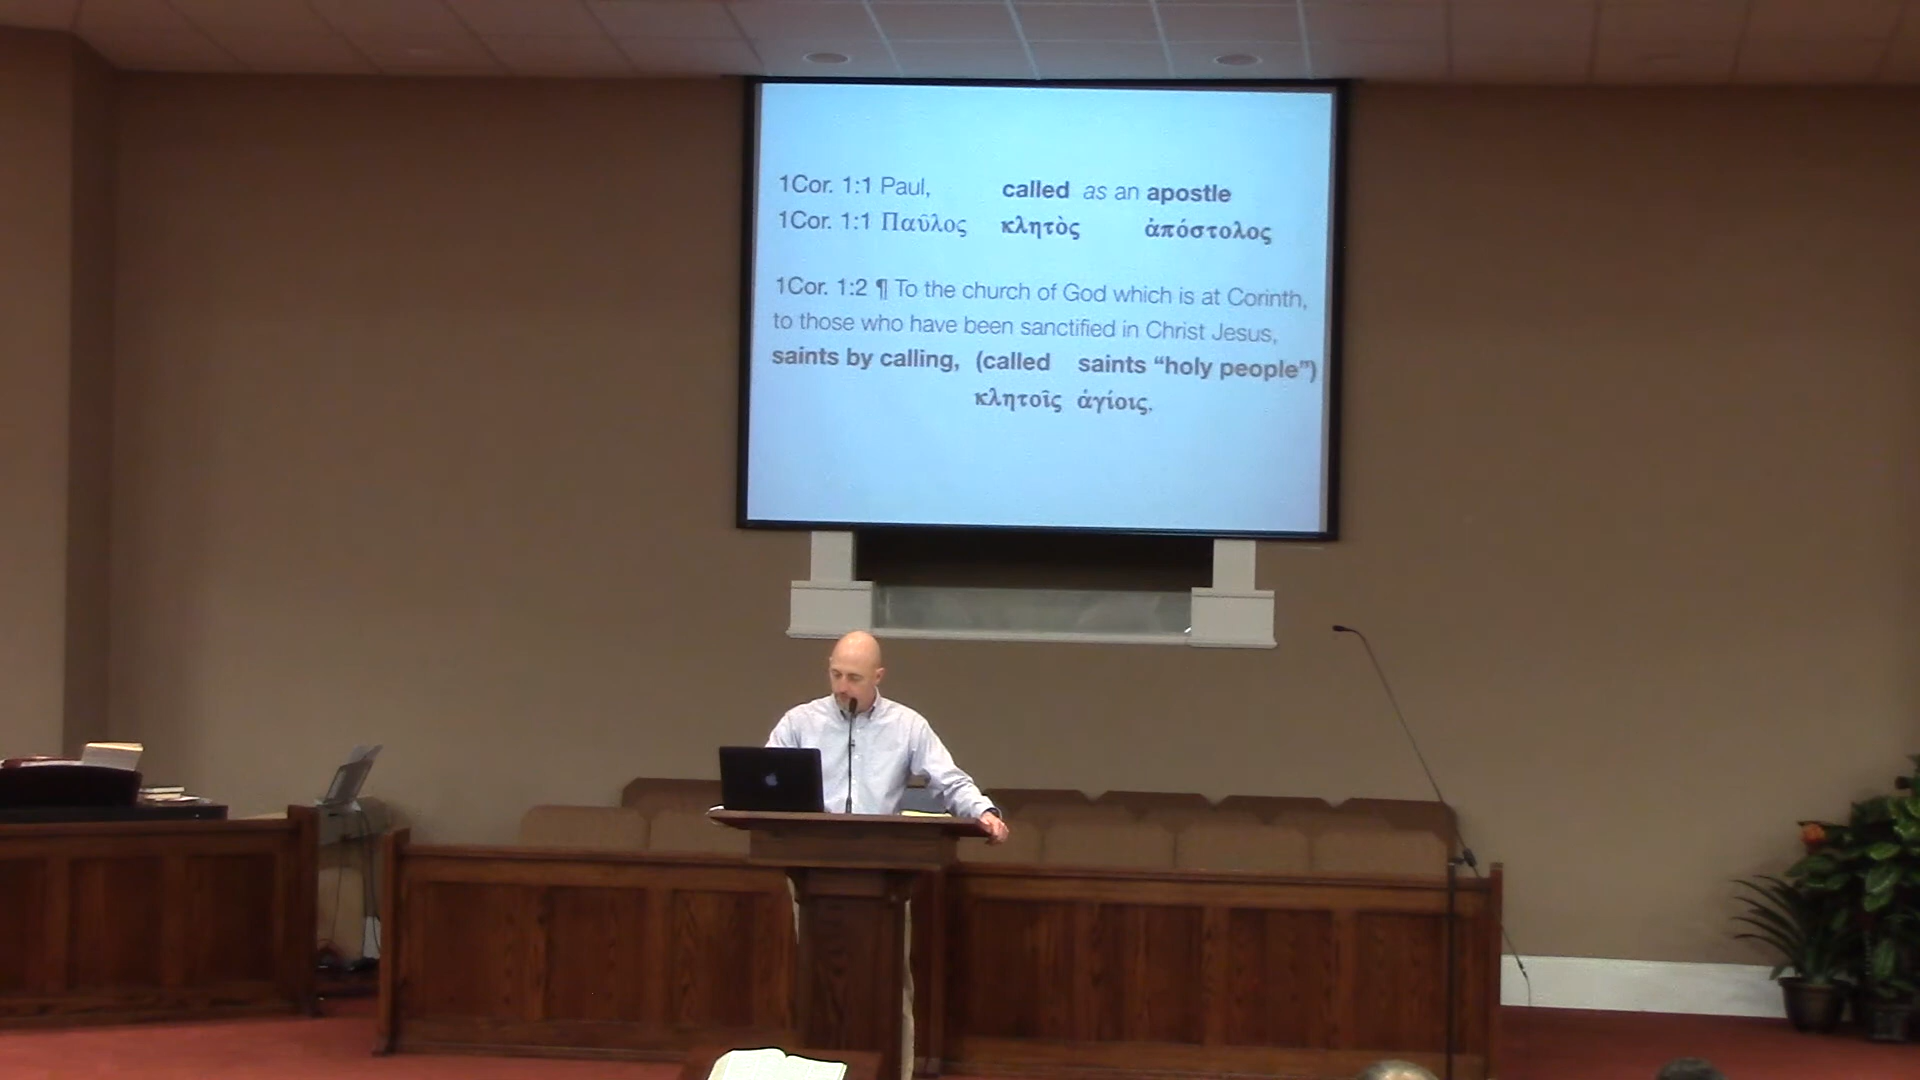 1Cor. 1:1 Paul, called as an apostle
1Cor. 1:1 Παῦλος κλητὸς ἀπόστολος
1Cor. 1:2 ¶ To the church of God which is at Corinth,
to those who have been sanctified in Christ Jesus,
saints by calling, (called saints “holy people”)
κλητοῖς ἁγίοις,